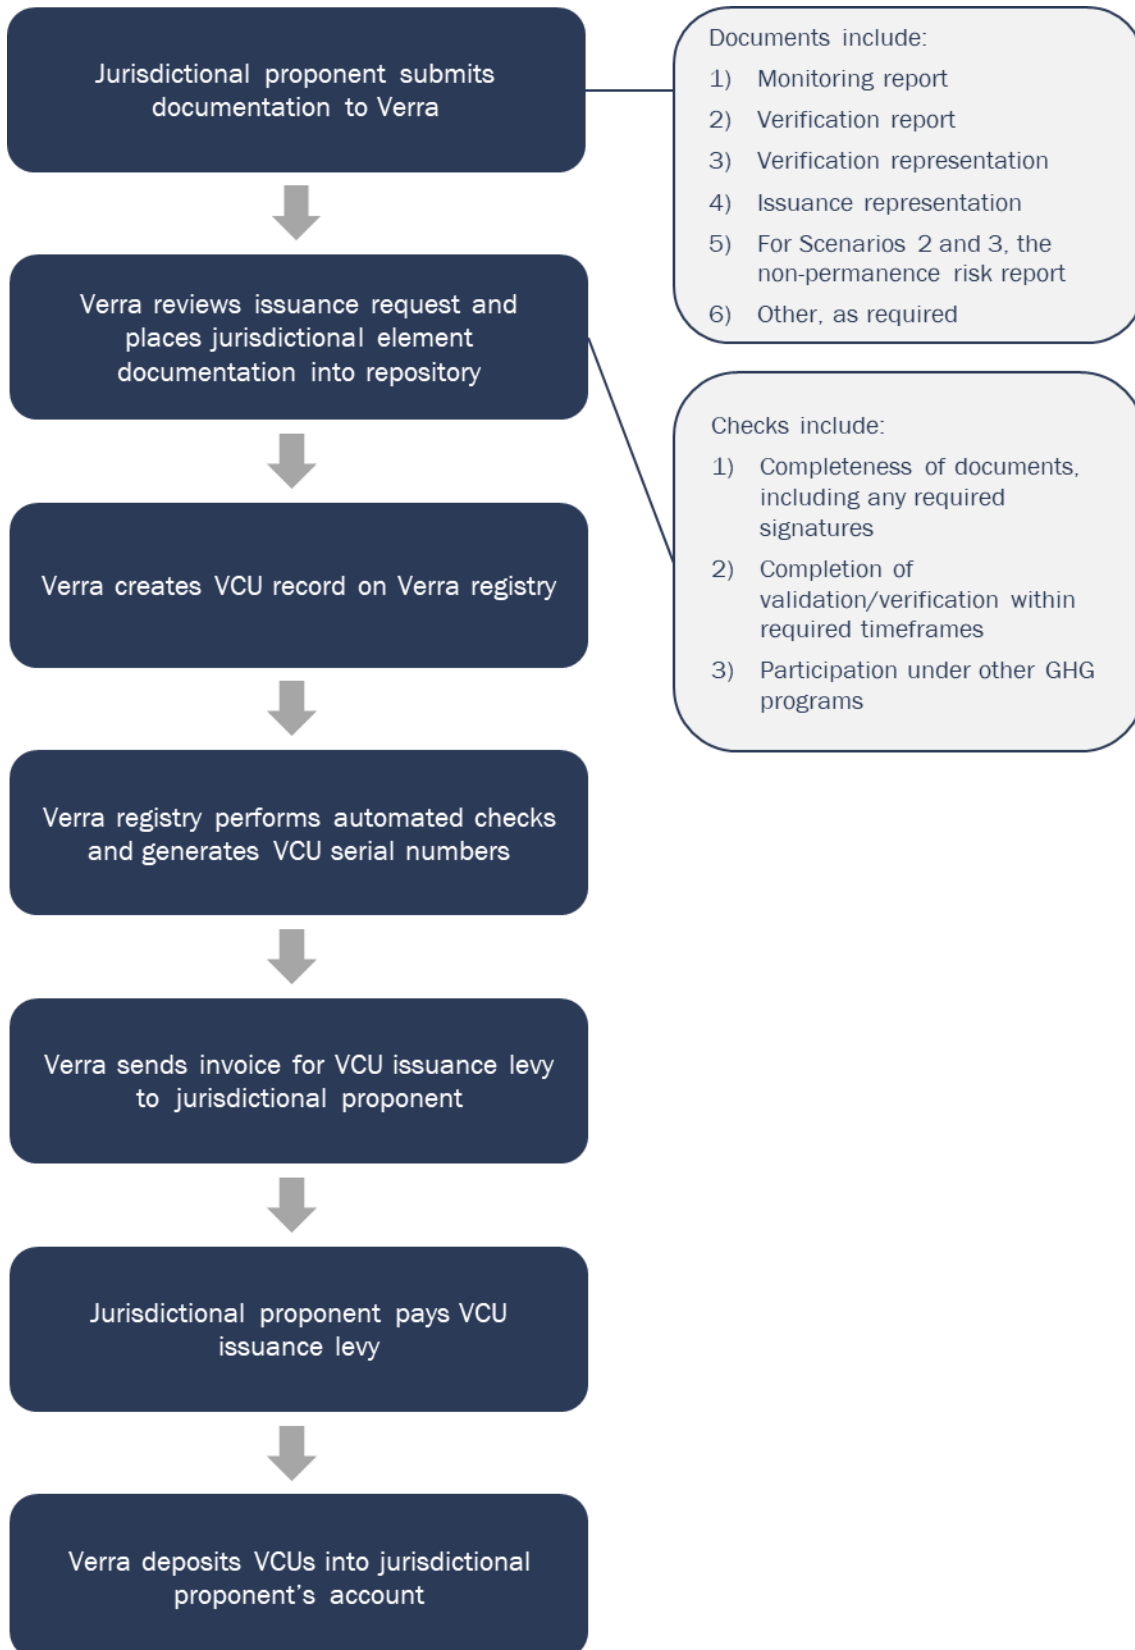 Jurisdictional proponent submits
documentation to Verra
Documents include:
1) Monitoring report
2) Verification report
3) Verification representation
4) Issuance representation
5) For Scenarios 2 and 3, the
non-permanence risk report
6) Other, as required
Verra reviews issuance request and
places jurisdictional element
documentation into repository
Checks include:
1) Completeness of documents,
including any required
signatures
2) Completion of
validation/verification within
required timeframes
3) Participation under other GHG
programs
Verra creates VCU record on Verra registry
Verra registry performs automated checks
and generates VCU serial numbers
Verra sends invoice for VCU issuance levy
to jurisdictional proponent
Jurisdictional proponent pays VCU
issuance levy
Verra deposits VCUs into jurisdictional
proponent’s account